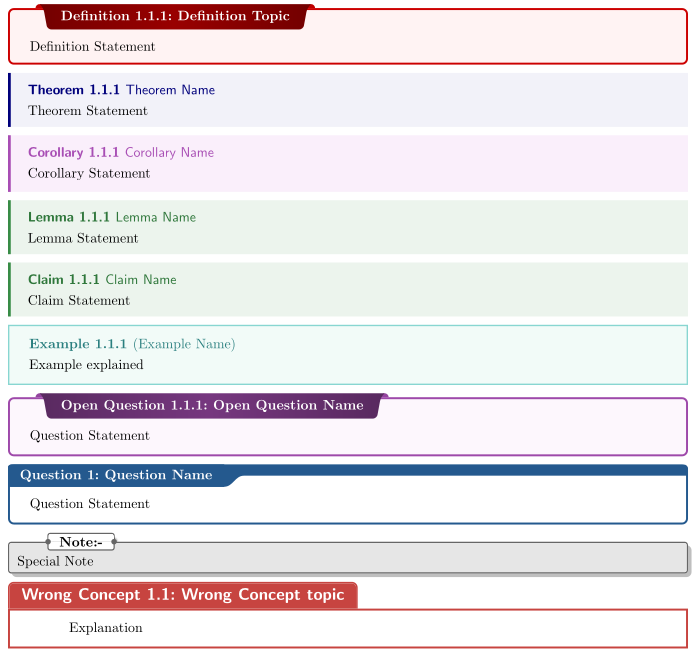 Definition 1.1.1: Definition Topic
Definition Statement
Theorem 1.1.1 Theorem Name
Theorem Statement
Corollary 1.1.1 Corollary Name
Corollary Statement
Lemma 1.1.1 Lemma Name
Lemma Statement
Claim 1.1.1 Claim Name
Claim Statement
Example 1.1.1 (Example Name)
Example explained
Open Question 1.1.1: Open Question Name
Question Statement
Question 1: Question Name
Question Statement
Note:-
Special Note
Wrong Concept 1.1: Wrong Concept topic
Explanation